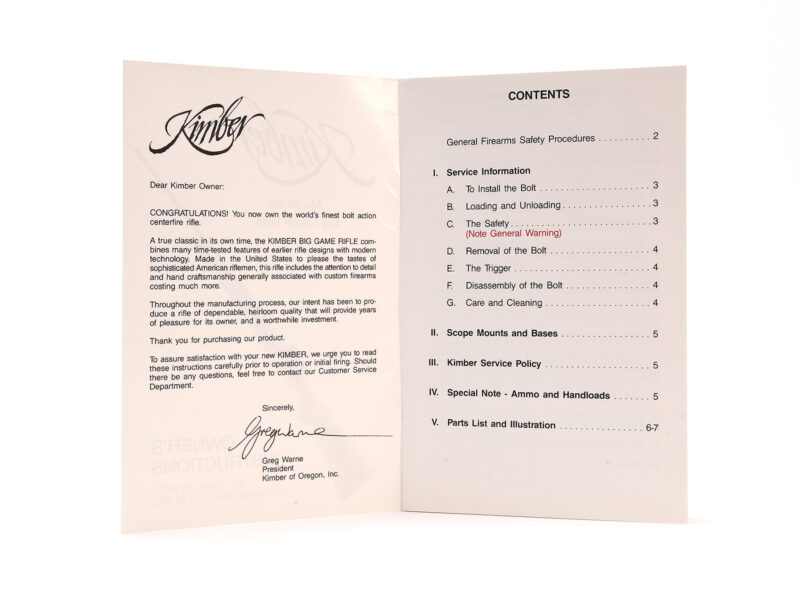 Kimber
Dear Kimber Owner:
CONGRATULATIONS! You now own the world's finest bolt action
centerfire rifle.
A true classic in its own time, the KIMBER BIG GAME RIFLE com-
bines many time-tested features of earlier rifle designs with modern
technology. Made in the United States to please the tastes of
sophisticated American riflemen, this rifle includes the attention to detail
and hand craftsmanship generally associated with custom firearms
costing much more.
Throughout the manufacturing process, our intent has been to pro-
duce a rifle of dependable, heirloom quality that will provide years
of pleasure for its owner, and a worthwhile investment.
Thank you for purchasing our product.
To assure satisfaction with your new KIMBER, we urge you to read
these instructions carefully prior to operation or initial firing. Should
there be any questions, feel free to contact our Customer Service
Department.
Sincerely,
Greg Warne
Greg Warne
President
Kimber of Oregon, Inc.
CONTENTS
General Firearms Safety Procedures . . . . . . . . . . 2
I. Service Information
A. To Install the Bolt . . . . . . . . . . . . . . . . . . . . . 3
B. Loading and Unloading . . . . . . . . . . . . . . . . . 3
C. The Safety . . . . . . . . . . . . . . . . . . . . . . . . . . 3
(Note General Warning)
D. Removal of the Bolt . . . . . . . . . . . . . . . . . . . 4
E. The Trigger . . . . . . . . . . . . . . . . . . . . . . . . . 4
F. Disassembly of the Bolt . . . . . . . . . . . . . . . . 4
G. Care and Cleaning . . . . . . . . . . . . . . . . . . . . 4
II. Scope Mounts and Bases . . . . . . . . . . . . . . . . . 5
III. Kimber Service Policy . . . . . . . . . . . . . . . . . . . . 5
IV. Special Note - Ammo and Handloads . . . . . . . 5
V. Parts List and Illustration . . . . . . . . . . . . . . . . . 6-7